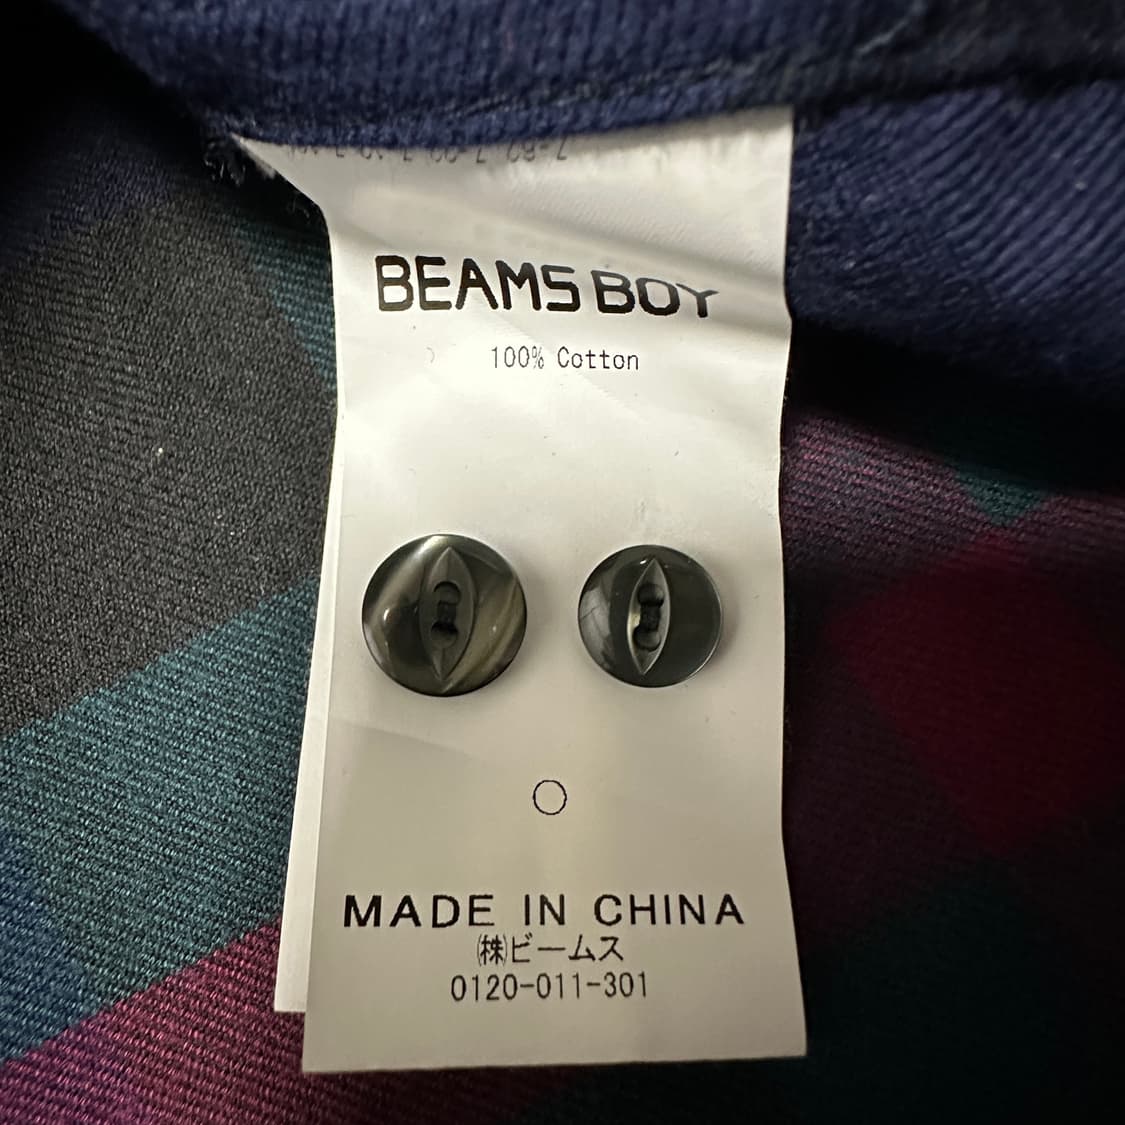 BEAMS BOY
100% Cotton
MADE IN CHINA
㈱ビームス
0120-011-301